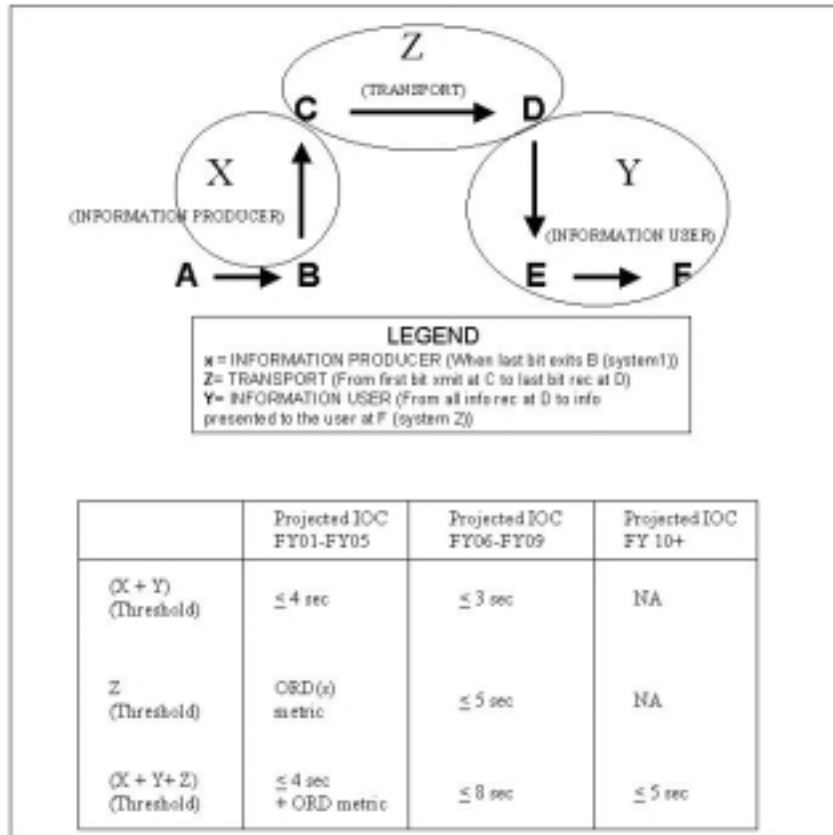 Z
(TRANSPORT)
C D
X Y
(INFORMATION PRODUCER)
(INFORMATION USER)
A B E F
LEGEND
x = INFORMATION PRODUCER (When last bit exits B (system1))
Z= TRANSPORT (From first bit xmit at C to last bit rec at D)
Y= INFORMATION USER (From all info rec at D to info
presented to the user at F (system 2))
Projected IOC
FY01-FY05
Projected IOC
FY06-FY09
Projected IOC
FY 10+
(X + Y)
(Threshold)
≤ 4 sec
≤ 3 sec
NA
Z
(Threshold)
ORD(s)
metric
≤ 5 sec
NA
(X + Y+ Z)
(Threshold)
≤ 4 sec
+ ORD metric
≤ 8 sec
≤ 5 sec